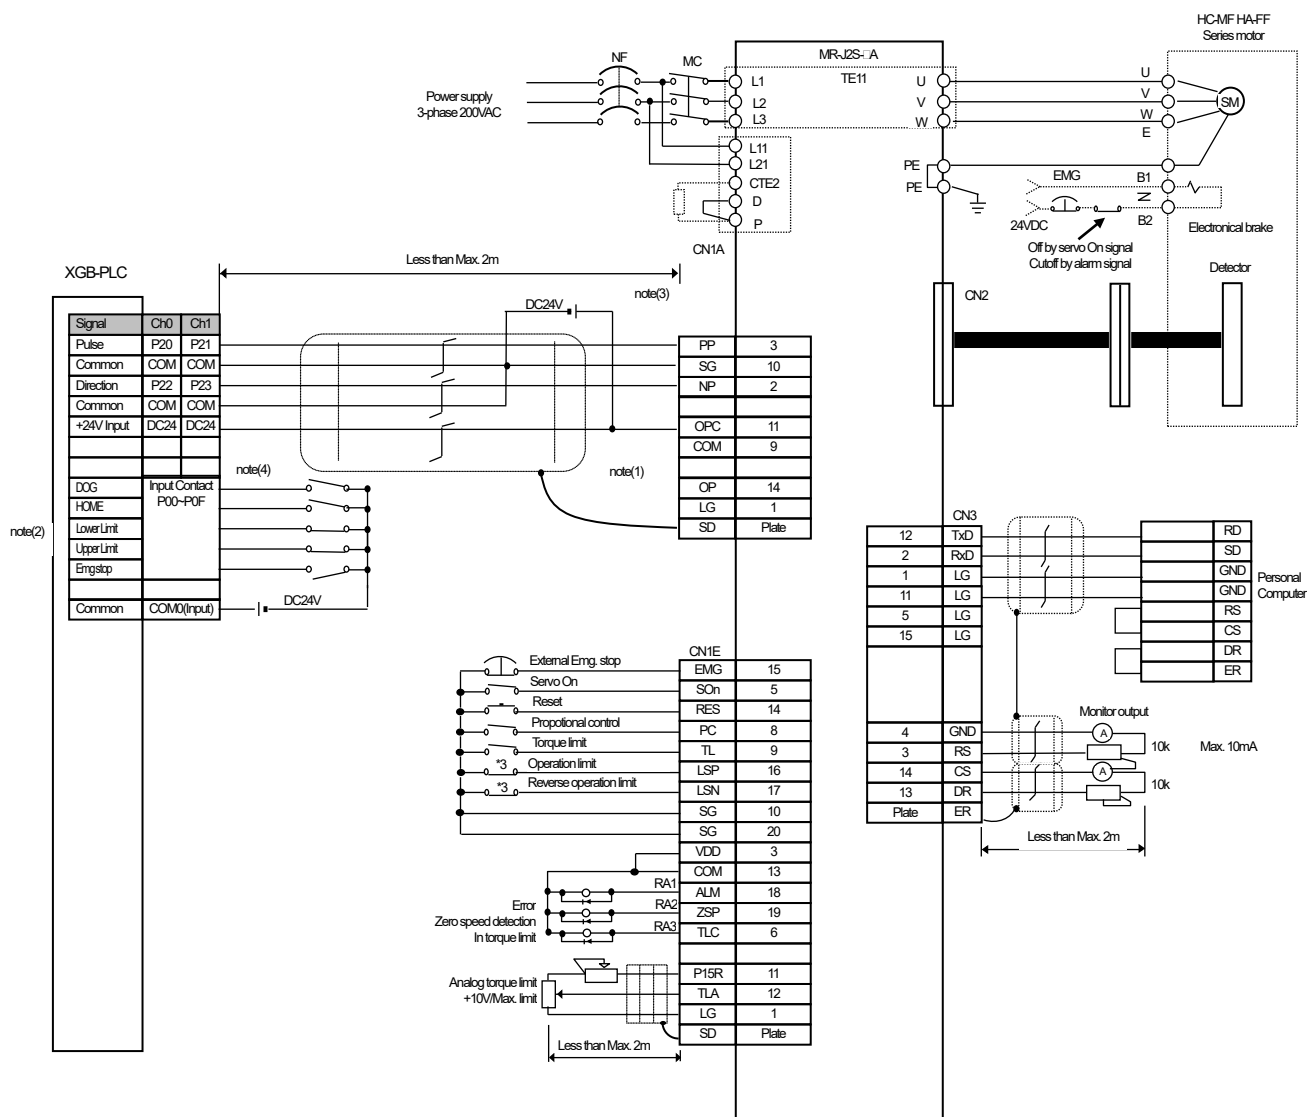 HC-MF HA-FF
Series motor
MR-J2S-□A
TE11
NF
MC
Power supply
3-phase 200VAC
L1
L2
L3
L11
L21
CTE2
D
P
U
V
W
PE
PE
U
V
W
E
SM
EMG
B1
N
B2
24VDC
Off by servo On signal
Cutoff by alarm signal
Electronical brake
Detector
CN1A
CN2
XGB-PLC
Less than Max. 2m
note(3)
DC24V
Signal Ch0 Ch1
Pulse P20 P21
Common COM COM
Direction P22 P23
Common COM COM
+24V Input DC24 DC24
DOG Input Contact
P00~P0F
HOME
Lower Limit
Upper Limit
Emg stop
Common COM0(Input)
note(2)
note(4)
note(1)
DC24V
PP 3
SG 10
NP 2
OPC 11
COM 9
OP 14
LG 1
SD Plate
CN3
12 TxD
2 RxD
1 LG
11 LG
5 LG
15 LG
4 GND
3 RS
14 CS
13 DR
Plate ER
RD
SD
GND
GND
RS
CS
DR
ER
Personal
Computer
Monitor output
A
10k
Max. 10mA
A
10k
Less than Max. 2m
CN1E
External Emg. stop
EMG 15
Servo On
SOn 5
Reset
RES 14
Propotional control
PC 8
Torque limit
TL 9
*3 Operation limit
LSP 16
*3 Reverse operation limit
LSN 17
SG 10
SG 20
VDD 3
COM 13
RA1
ALM 18
RA2
ZSP 19
RA3
TLC 6
Error
Zero speed detection
In torque limit
P15R 11
TLA 12
LG 1
SD Plate
Analog torque limit
+10V/Max. limit
Less than Max. 2m